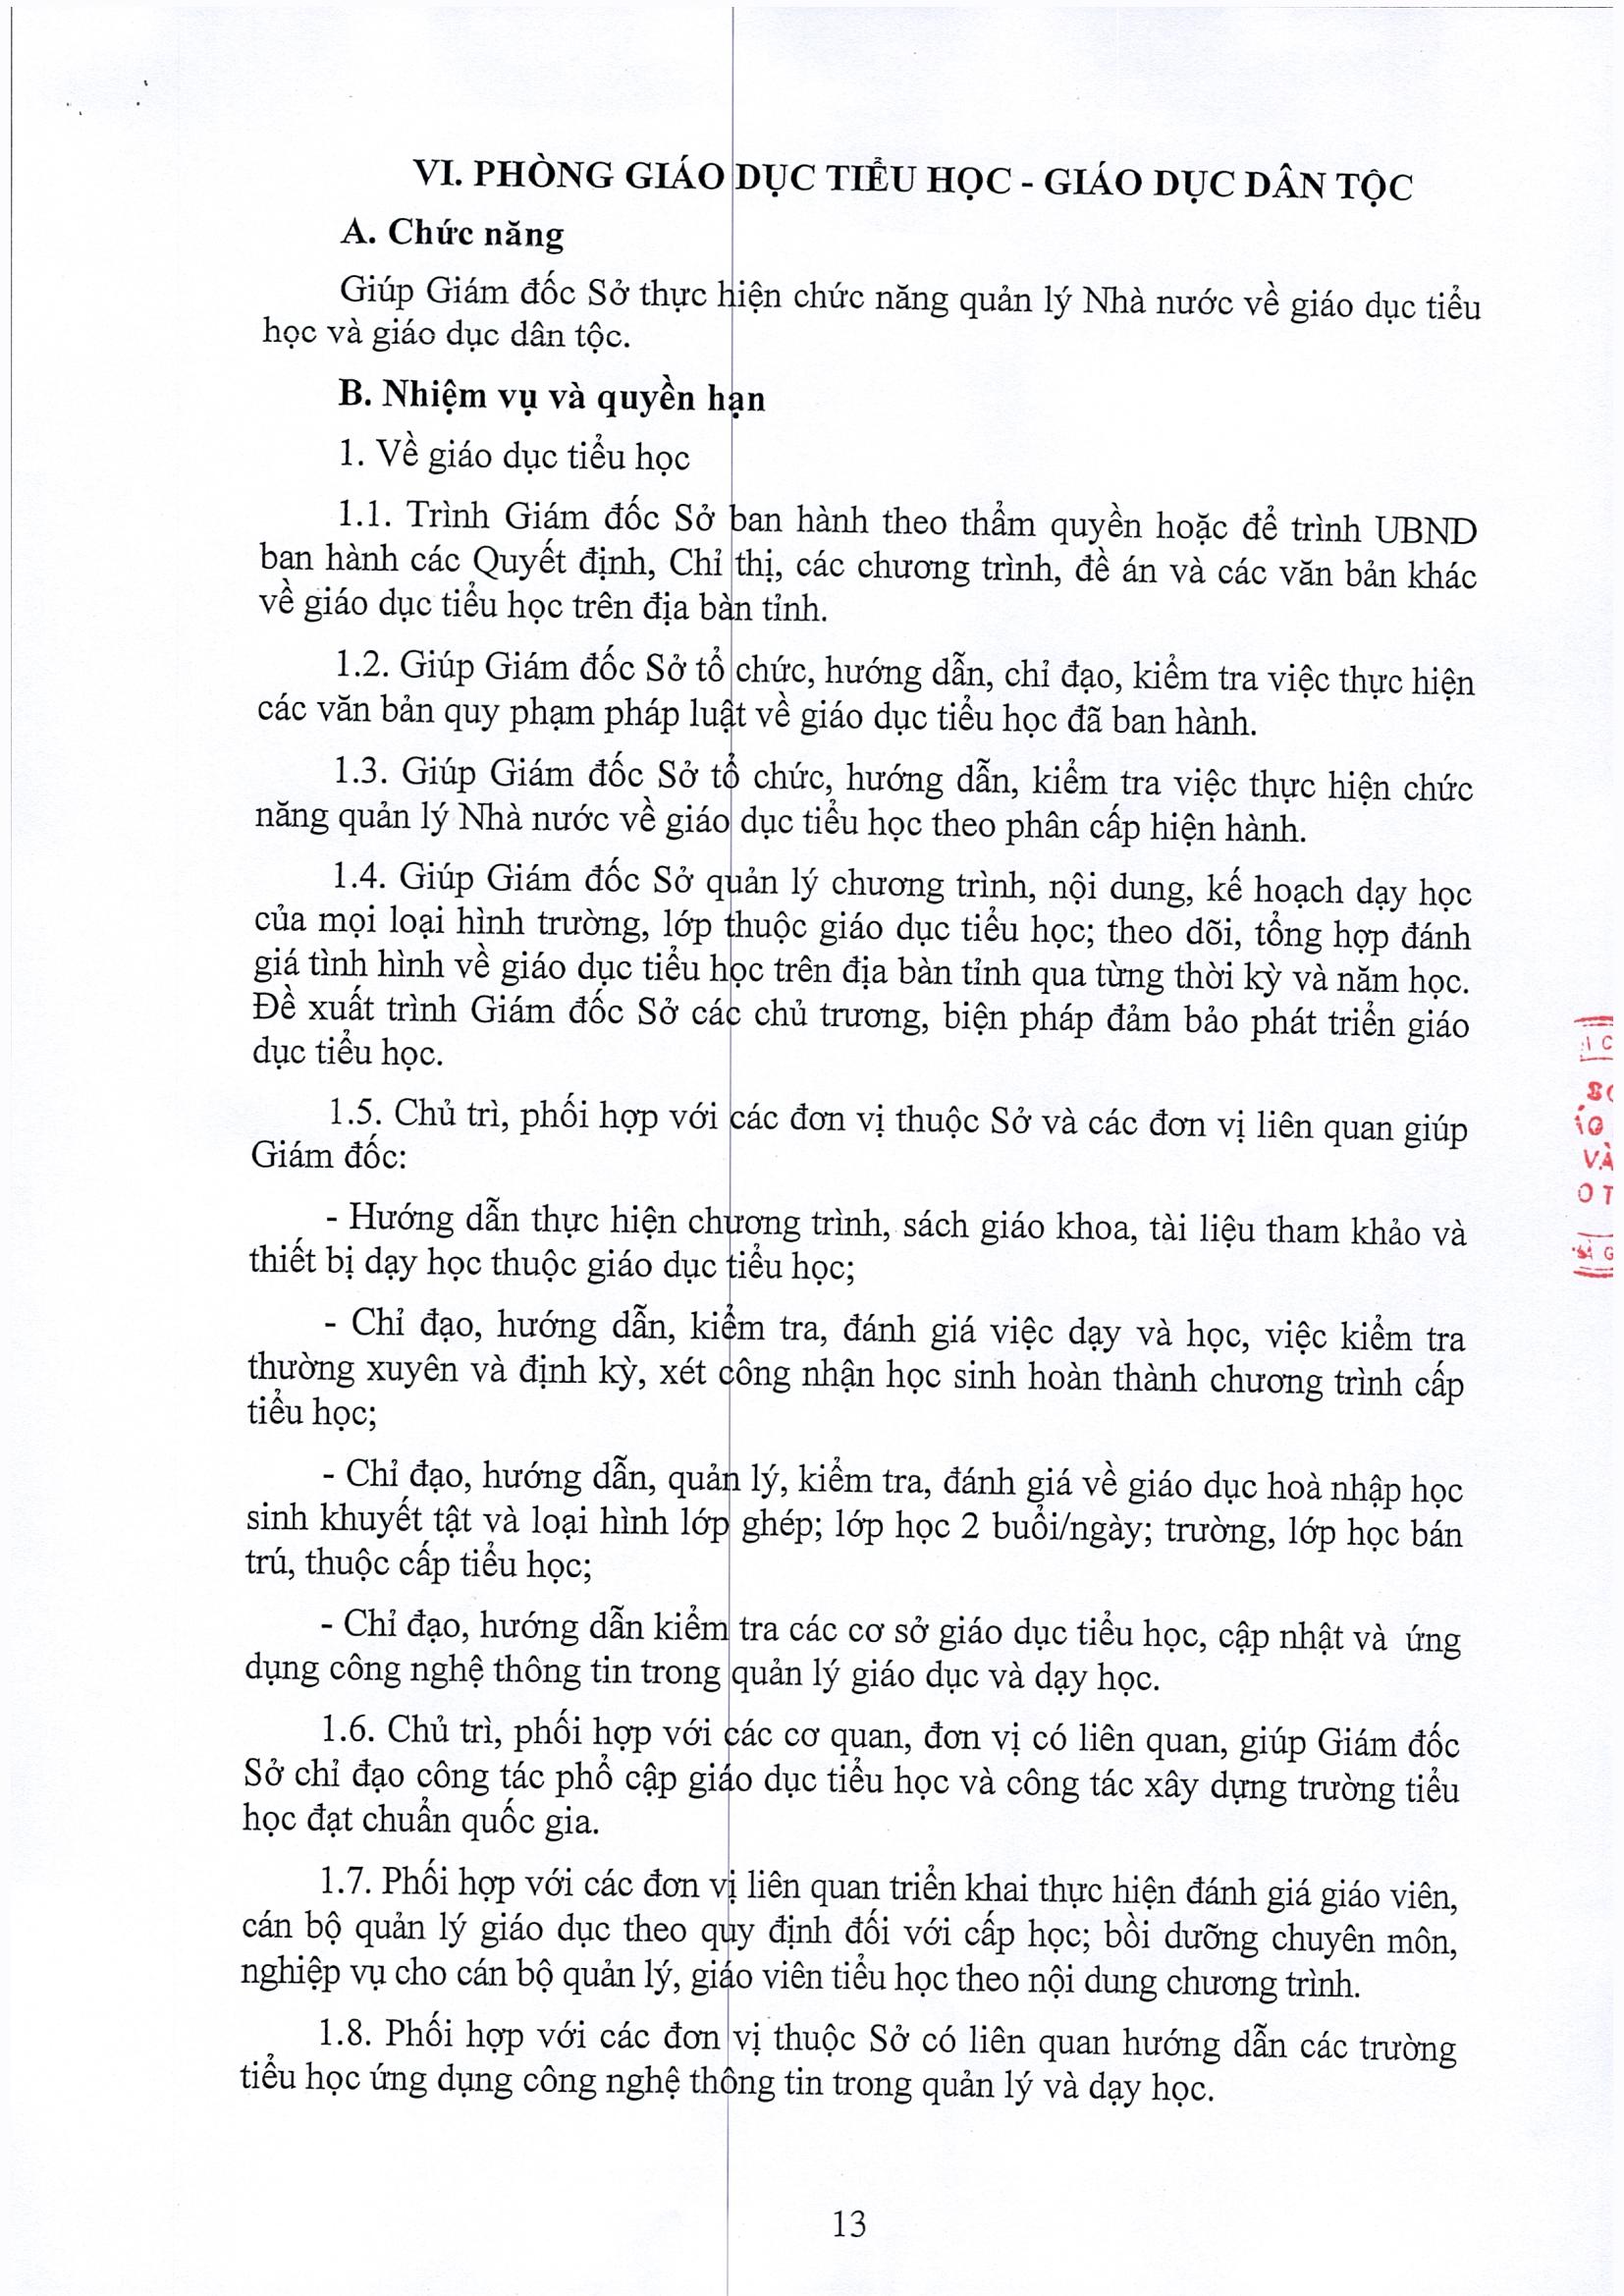 VI. PHÒNG GIÁO DỤC TIỂU HỌC - GIÁO DỤC DÂN TỘC
A. Chức năng
Giúp Giám đốc Sở thực hiện chức năng quản lý Nhà nước về giáo dục tiểu
học và giáo dục dân tộc.
B. Nhiệm vụ và quyền hạn
1. Về giáo dục tiểu học
1.1. Trình Giám đốc Sở ban hành theo thẩm quyền hoặc để trình UBND
ban hành các Quyết định, Chỉ thị, các chương trình, đề án và các văn bản khác
về giáo dục tiểu học trên địa bàn tỉnh.
1.2. Giúp Giám đốc Sở tổ chức, hướng dẫn, chỉ đạo, kiểm tra việc thực hiện
các văn bản quy phạm pháp luật về giáo dục tiểu học đã ban hành.
1.3. Giúp Giám đốc Sở tổ chức, hướng dẫn, kiểm tra việc thực hiện chức
năng quản lý Nhà nước về giáo dục tiểu học theo phân cấp hiện hành.
1.4. Giúp Giám đốc Sở quản lý chương trình, nội dung, kế hoạch dạy học
của mọi loại hình trường, lớp thuộc giáo dục tiểu học; theo dõi, tổng hợp đánh
giá tình hình về giáo dục tiểu học trên địa bàn tỉnh qua từng thời kỳ và năm học.
Đề xuất trình Giám đốc Sở các chủ trương, biện pháp đảm bảo phát triển giáo
dục tiểu học.
1.5. Chủ trì, phối hợp với các đơn vị thuộc Sở và các đơn vị liên quan giúp
Giám đốc:
- Hướng dẫn thực hiện chương trình, sách giáo khoa, tài liệu tham khảo và
thiết bị dạy học thuộc giáo dục tiểu học;
- Chỉ đạo, hướng dẫn, kiểm tra, đánh giá việc dạy và học, việc kiểm tra
thường xuyên và định kỳ, xét công nhận học sinh hoàn thành chương trình cấp
tiểu học;
- Chỉ đạo, hướng dẫn, quản lý, kiểm tra, đánh giá về giáo dục hoà nhập học
sinh khuyết tật và loại hình lớp ghép; lớp học 2 buổi/ngày; trường, lớp học bán
trú, thuộc cấp tiểu học;
- Chỉ đạo, hướng dẫn kiểm tra các cơ sở giáo dục tiểu học, cập nhật và ứng
dụng công nghệ thông tin trong quản lý giáo dục và dạy học.
1.6. Chủ trì, phối hợp với các cơ quan, đơn vị có liên quan, giúp Giám đốc
Sở chỉ đạo công tác phổ cập giáo dục tiểu học và công tác xây dựng trường tiểu
học đạt chuẩn quốc gia.
1.7. Phối hợp với các đơn vị liên quan triển khai thực hiện đánh giá giáo viên,
cán bộ quản lý giáo dục theo quy định đối với cấp học; bồi dưỡng chuyên môn,
nghiệp vụ cho cán bộ quản lý, giáo viên tiểu học theo nội dung chương trình.
1.8. Phối hợp với các đơn vị thuộc Sở có liên quan hướng dẫn các trường
tiểu học ứng dụng công nghệ thông tin trong quản lý và dạy học.
VÀ
13